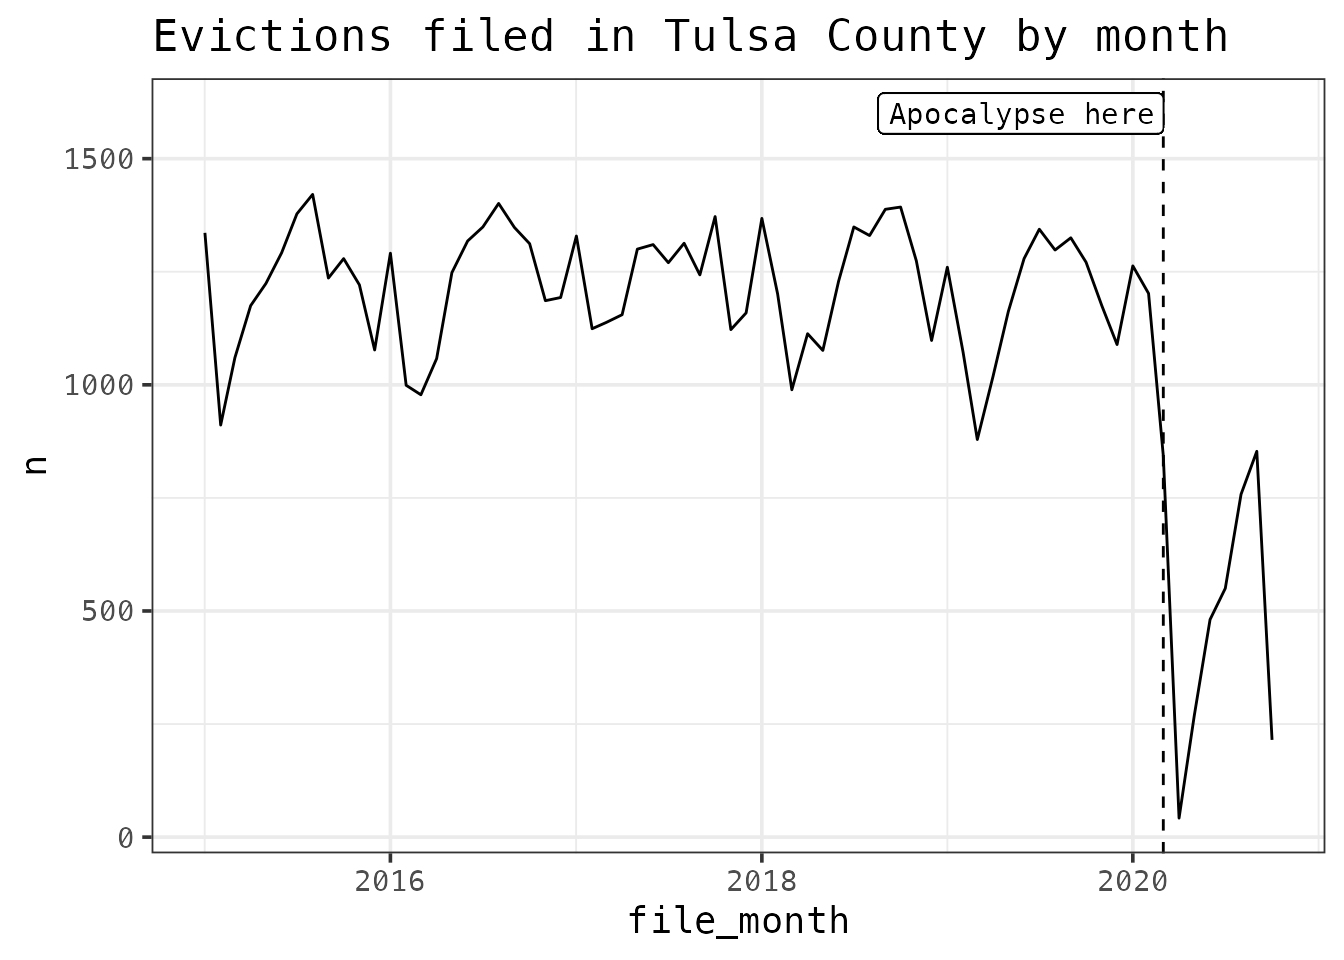 Evictions filed in Tulsa County by month
Apocalypse here
1500
1000
500
0
n
2016 2018 2020
file_month